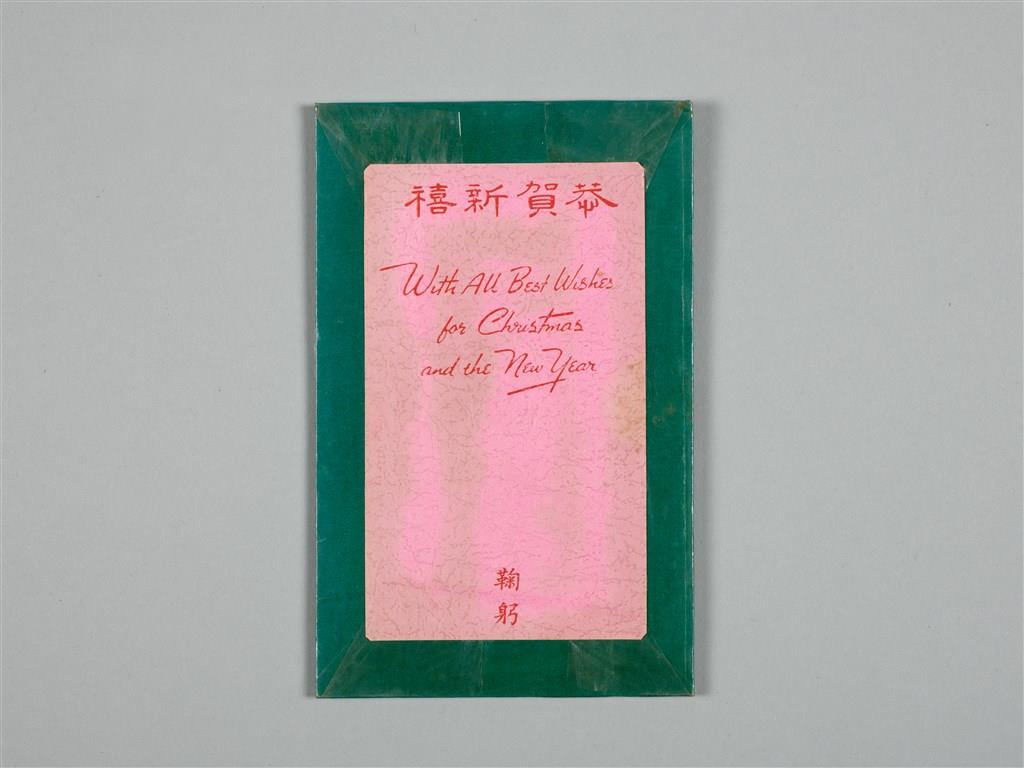 恭賀新禧
With All Best Wishes
for Christmas
and the New Year
鞠
躬